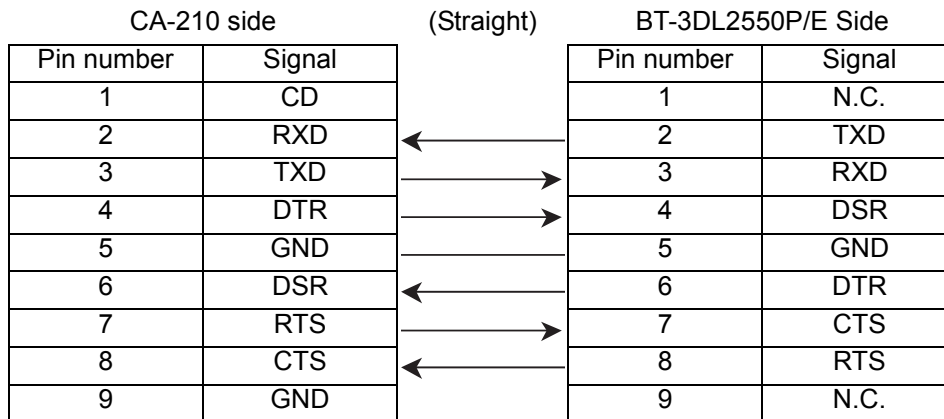 CA-210 side (Straight) BT-3DL2550P/E Side
Pin number Signal Pin number Signal
1 CD 1 N.C.
2 RXD 2 TXD
3 TXD 3 RXD
4 DTR 4 DSR
5 GND 5 GND
6 DSR 6 DTR
7 RTS 7 CTS
8 CTS 8 RTS
9 GND 9 N.C.